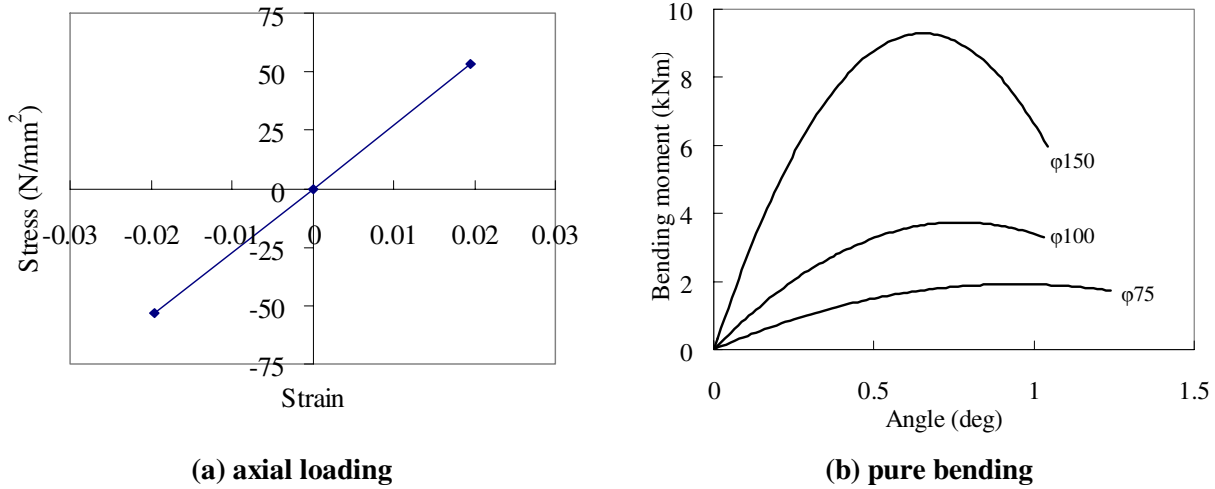 75
50
25
0
-25
-50
-75
-0.03 -0.02 -0.01 0 0.01 0.02 0.03
Stress (N/mm²)
Strain
(a) axial loading
10
8
6
4
2
0
0 0.5 1 1.5
Bending moment (kNm)
Angle (deg)
φ150
φ100
φ75
(b) pure bending